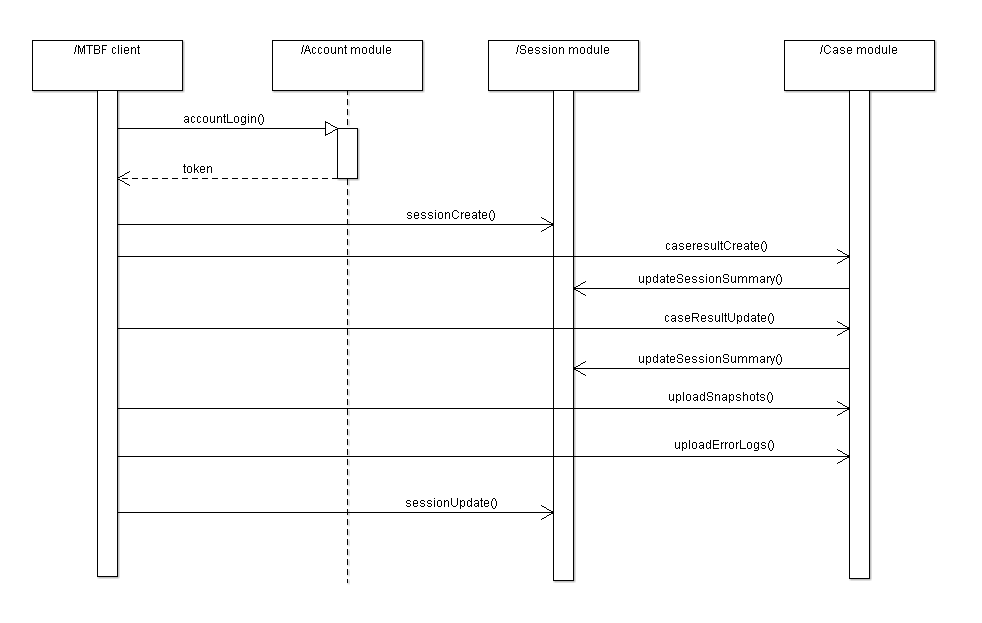 /MTBF client
/Account module
/Session module
/Case module
accountLogin()
token
sessionCreate()
caseresultCreate()
updateSessionSummary()
caseResultUpdate()
updateSessionSummary()
uploadSnapshots()
uploadErrorLogs()
sessionUpdate()